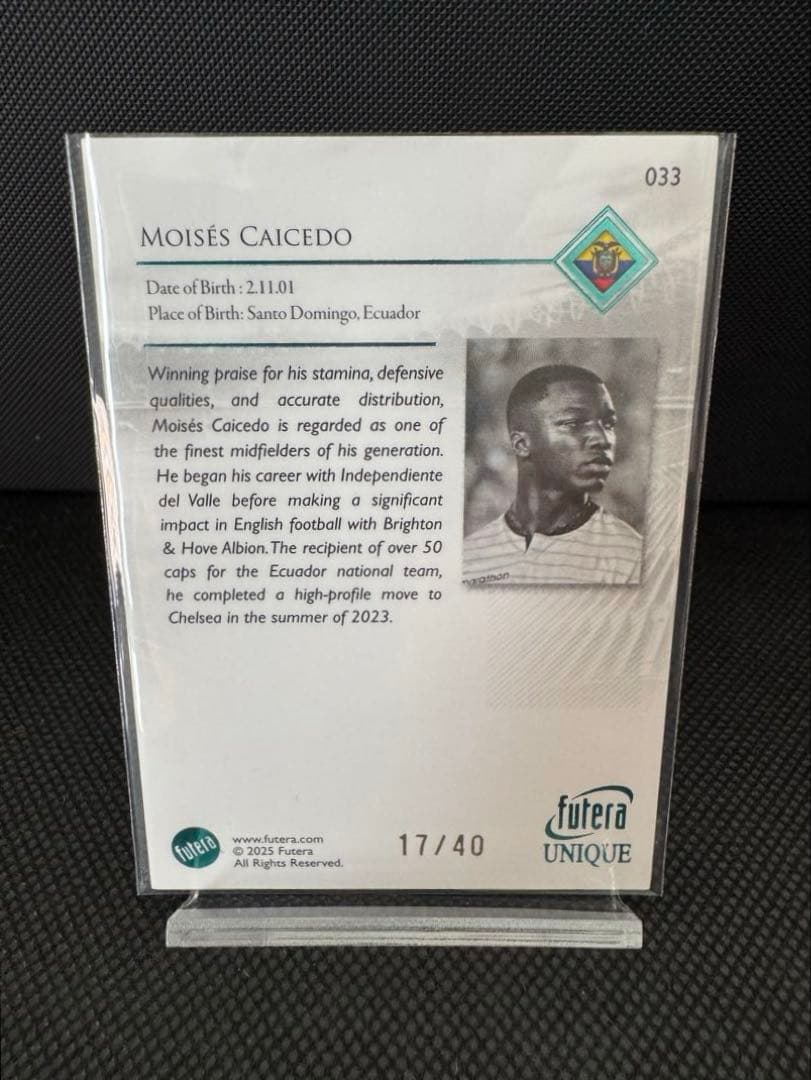 033
MOISÉS CAICEDO
Date of Birth : 2.11.01
Place of Birth: Santo Domingo, Ecuador
Winning praise for his stamina, defensive
qualities, and accurate distribution,
Moisés Caicedo is regarded as one of
the finest midfielders of his generation.
He began his career with Independiente
del Valle before making a significant
impact in English football with Brighton
& Hove Albion. The recipient of over 50
caps for the Ecuador national team,
he completed a high-profile move to
Chelsea in the summer of 2023.
marathon
futera
www.futera.com
© 2025 Futera
All Rights Reserved.
17/40
futera
UNIQUE